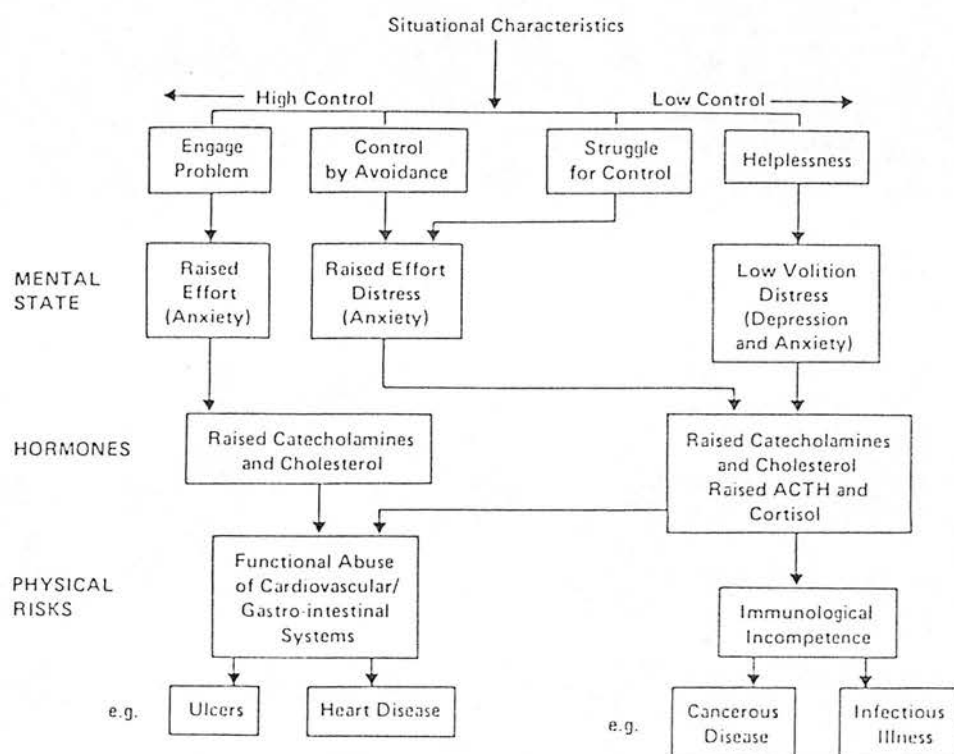 Situational Characteristics
High Control
Low Control
Engage
Problem
Control
by Avoidance
Struggle
for Control
Helplessness
MENTAL
STATE
Raised
Effort
(Anxiety)
Raised Effort
Distress
(Anxiety)
Low Volition
Distress
(Depression
and Anxiety)
HORMONES
Raised Catecholamines
and Cholesterol
Raised Catecholamines
and Cholesterol
Raised ACTH and
Cortisol
PHYSICAL
RISKS
Functional Abuse
of Cardiovascular/
Gastro-intestinal
Systems
Immunological
Incompetence
e.g.
Ulcers
Heart Disease
e.g.
Cancerous
Disease
Infectious
Illness